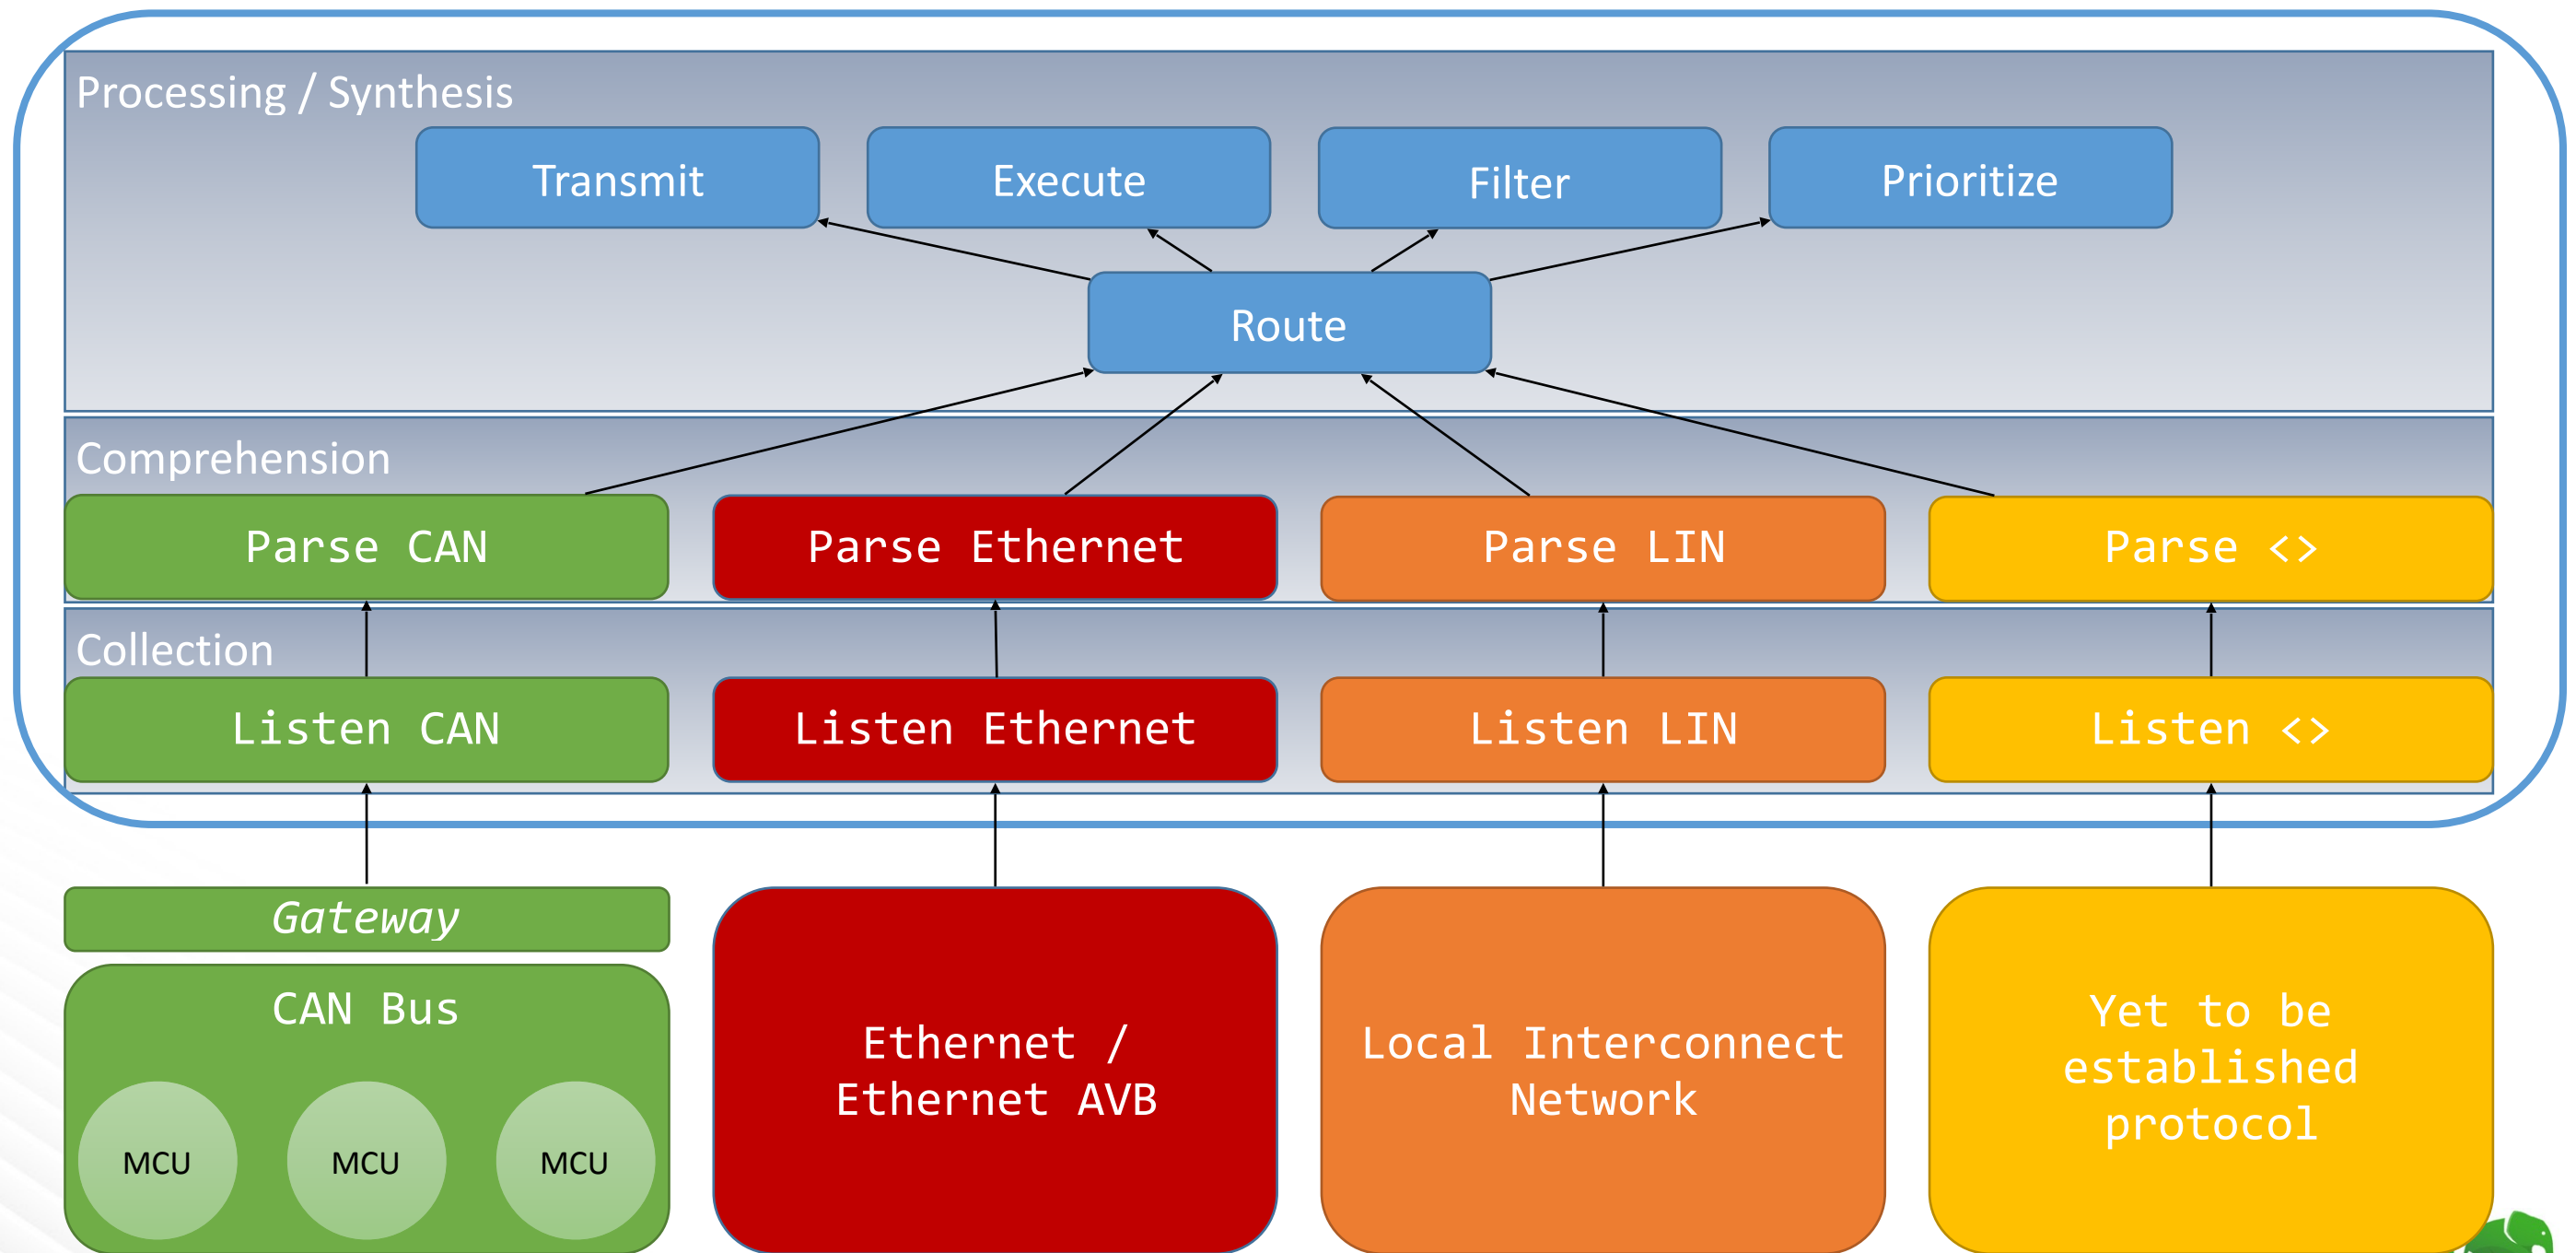 Processing / Synthesis
Transmit
Execute
Filter
Prioritize
Route
Comprehension
Parse CAN
Parse Ethernet
Parse LIN
Parse <>
Collection
Listen CAN
Listen Ethernet
Listen LIN
Listen <>
Gateway
CAN Bus
MCU
MCU
MCU
Ethernet /
Ethernet AVB
Local Interconnect
Network
Yet to be
established
protocol